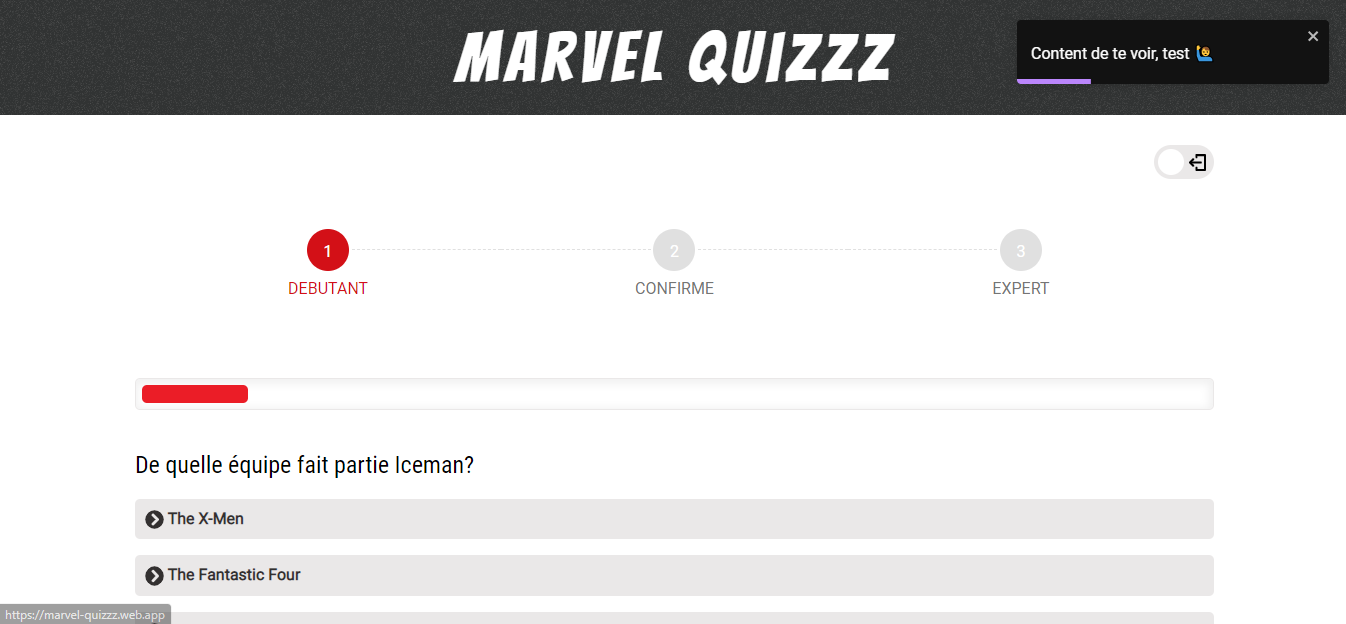 MARVEL QUIZZZ
Content de te voir, test 🙋‍♂️
1
2
3
DEBUTANT
CONFIRME
EXPERT
De quelle équipe fait partie Iceman?
The X-Men
The Fantastic Four
https://marvel-quizzz.web.app